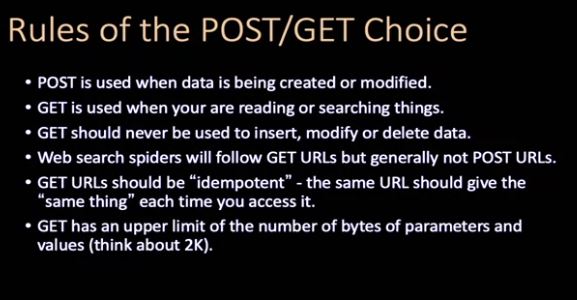 Rules of the POST/GET Choice
• POST is used when data is being created or modified.
• GET is used when your are reading or searching things.
• GET should never be used to insert, modify or delete data.
• Web search spiders will follow GET URLs but generally not POST URLs.
• GET URLs should be “idempotent” - the same URL should give the
“same thing” each time you access it.
• GET has an upper limit of the number of bytes of parameters and
values (think about 2K).